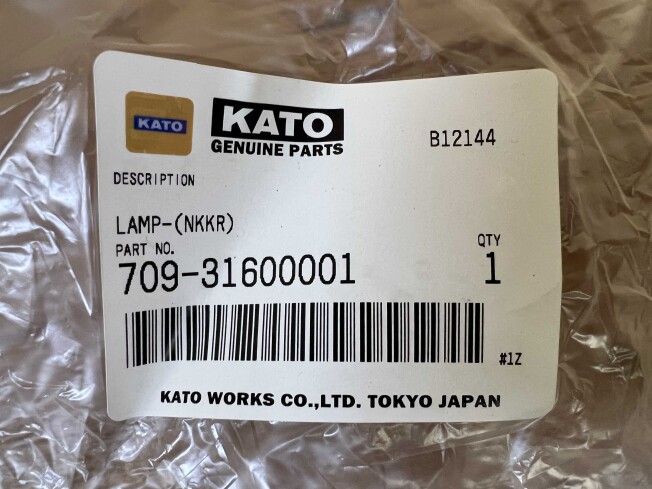 KATO
KATO
GENUINE PARTS
B12144
DESCRIPTION
LAMP-(NKKR)
PART NO.
709-31600001
QTY
1
#1Z
KATO WORKS CO.,LTD. TOKYO JAPAN